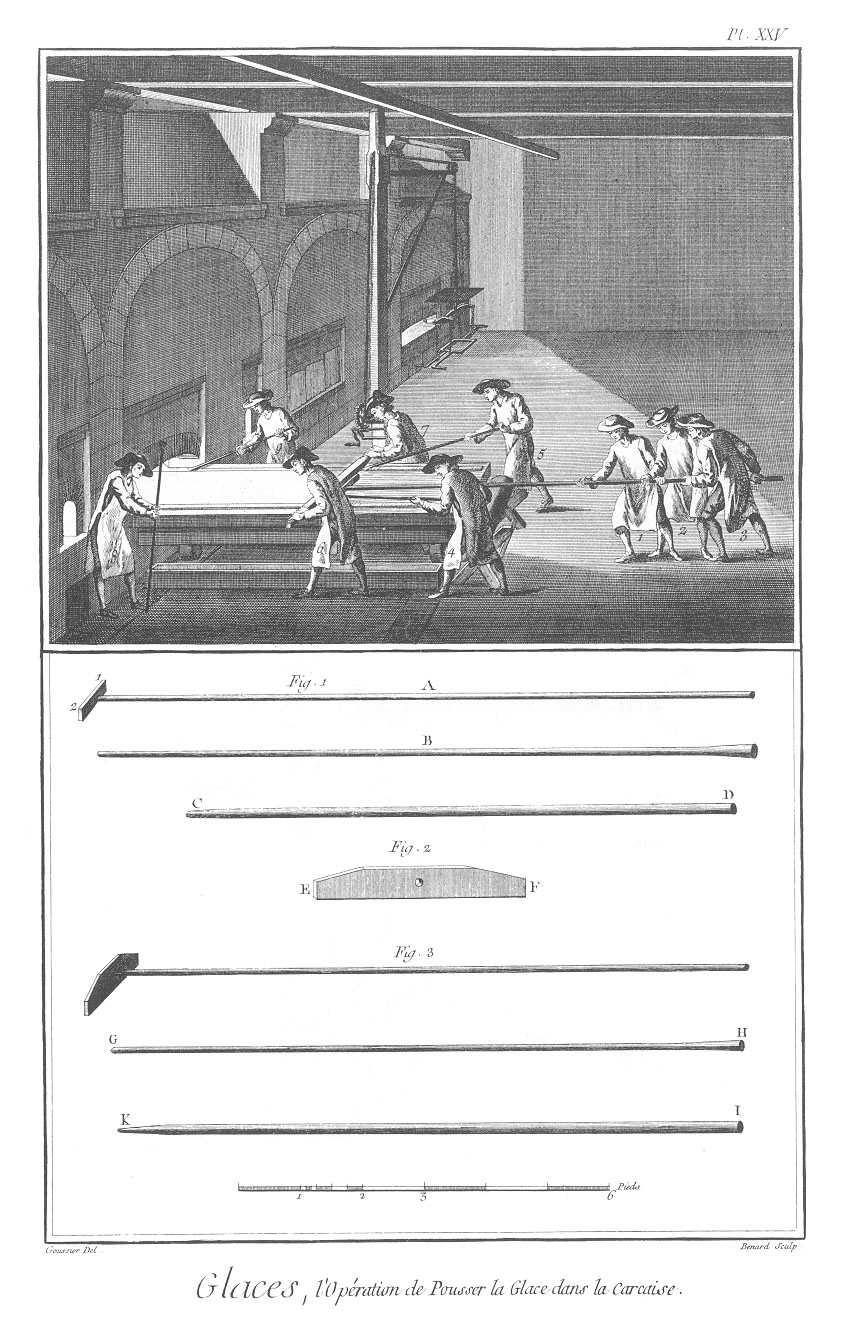 Pl. XXV
7
5
1
2
3
6
4
Fig. 1
A
1
2
B
C
D
Fig. 2
E
F
Fig. 3
G
H
K
I
1
2
3
6
Pieds
Goussier Del.
Benard Sculp
Glaces, l'Opération de Pousser la Glace dans la Carcaise.